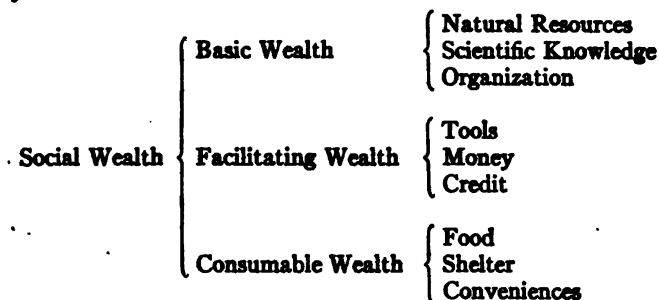 Natural Resources
Basic Wealth Scientific Knowledge
Organization
Tools
Social Wealth Facilitating Wealth Money
Credit
Food
Consumable Wealth Shelter
Conveniences